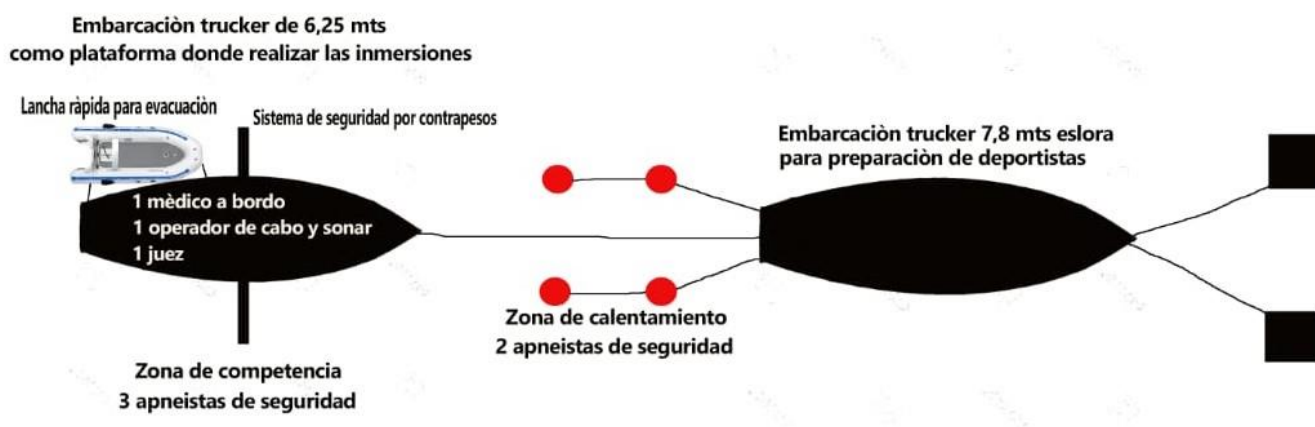 Embarcaciòn trucker de 6,25 mts
como plataforma donde realizar las inmersiones
Lancha ràpida para evacuaciòn
Sistema de seguridad por contrapesos
1 mèdico a bordo
1 operador de cabo y sonar
1 juez
Zona de competencia
3 apneistas de seguridad
Zona de calentamiento
2 apneistas de seguridad
Embarcaciòn trucker 7,8 mts eslora
para preparaciòn de deportistas